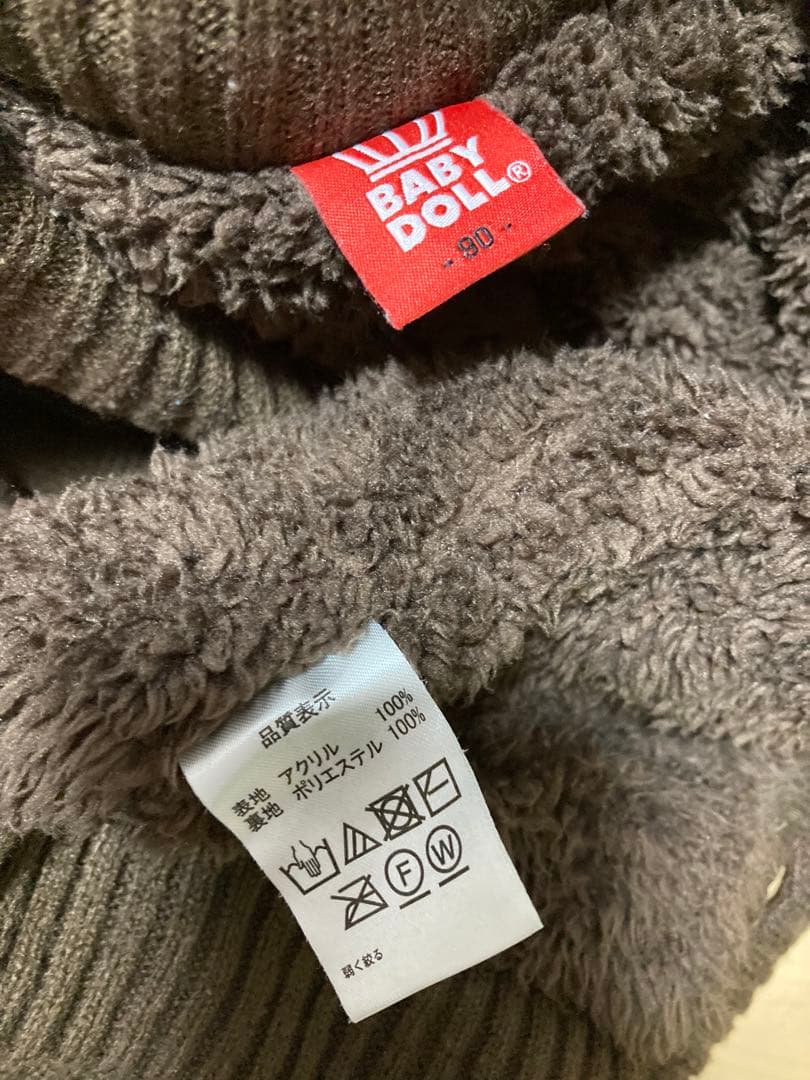 BABY
DOLL®
- 90 -
品質表示
表地 アクリル 100%
裏地 ポリエステル 100%
F W
弱く絞る